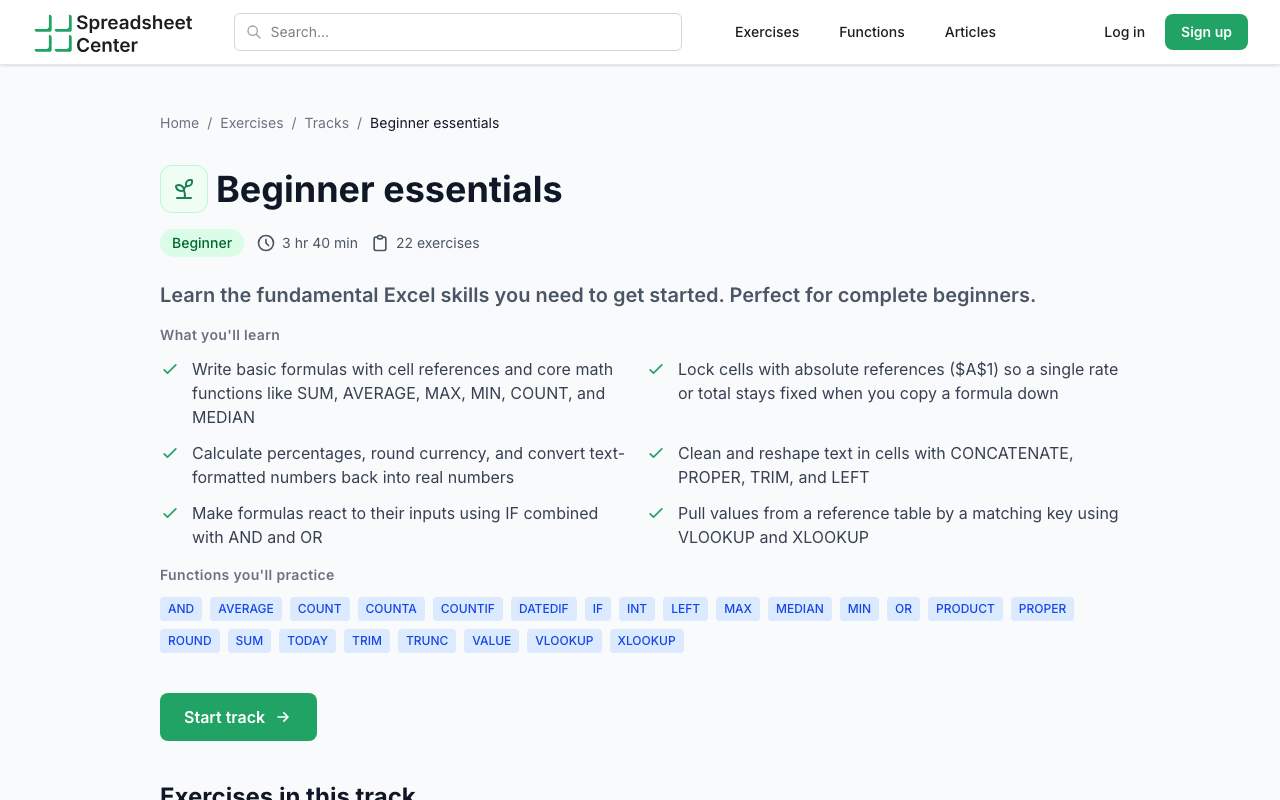 Spreadsheet
Center
Search...
Exercises
Functions
Articles
Log in
Sign up
Home / Exercises / Tracks / Beginner essentials
Beginner essentials
Beginner
3 hr 40 min
22 exercises
Learn the fundamental Excel skills you need to get started. Perfect for complete beginners.
What you'll learn
Write basic formulas with cell references and core math
functions like SUM, AVERAGE, MAX, MIN, COUNT, and
MEDIAN
Lock cells with absolute references ($A$1) so a single rate
or total stays fixed when you copy a formula down
Calculate percentages, round currency, and convert text-
formatted numbers back into real numbers
Clean and reshape text in cells with CONCATENATE,
PROPER, TRIM, and LEFT
Make formulas react to their inputs using IF combined
with AND and OR
Pull values from a reference table by a matching key using
VLOOKUP and XLOOKUP
Functions you'll practice
AND AVERAGE COUNT COUNTA COUNTIF DATEDIF IF INT LEFT MAX MEDIAN MIN OR PRODUCT PROPER
ROUND SUM TODAY TRIM TRUNC VALUE VLOOKUP XLOOKUP
Start track
Exercises in this track